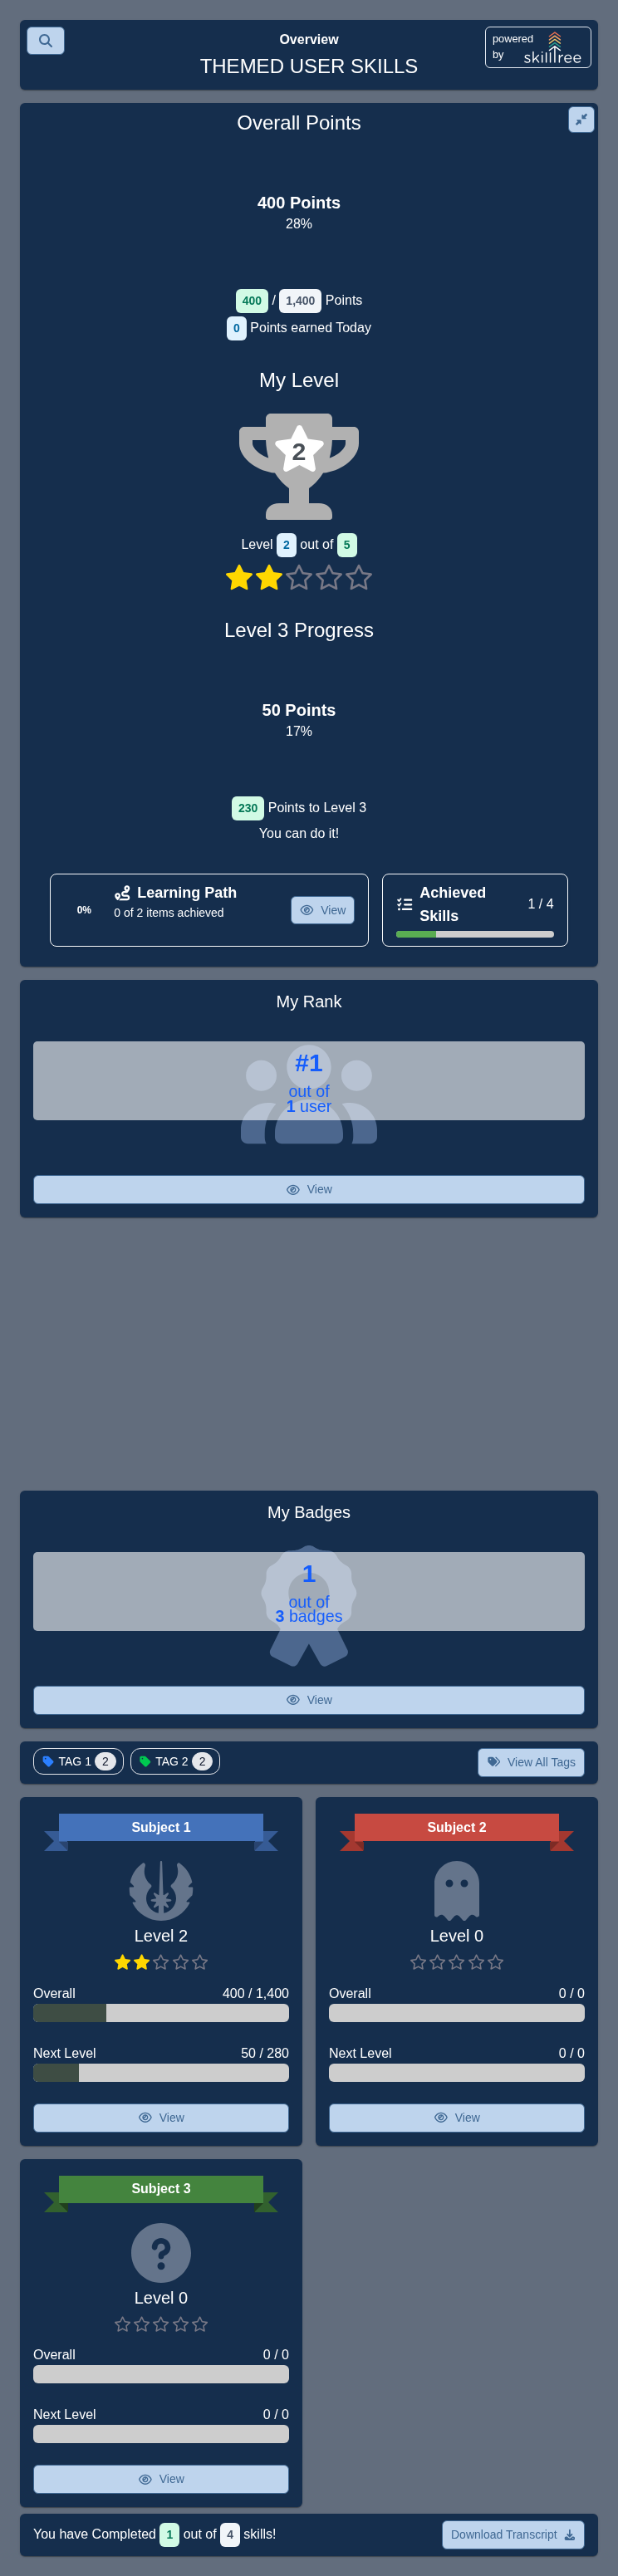 Overview
THEMED USER SKILLS
powered
by
skilltree
Overall Points
400 Points
28%
400 / 1,400 Points
0 Points earned Today
My Level
2
Level 2 out of 5
Level 3 Progress
50 Points
17%
230 Points to Level 3
You can do it!
0%
Learning Path
0 of 2 items achieved
View
Achieved
Skills
1 / 4
My Rank
#1
out of
1 user
View
My Badges
1
out of
3 badges
View
TAG 1 2
TAG 2 2
View All Tags
Subject 1
Level 2
Overall 400 / 1,400
Next Level 50 / 280
View
Subject 2
Level 0
Overall 0 / 0
Next Level 0 / 0
View
Subject 3
?
Level 0
Overall 0 / 0
Next Level 0 / 0
View
You have Completed 1 out of 4 skills!
Download Transcript